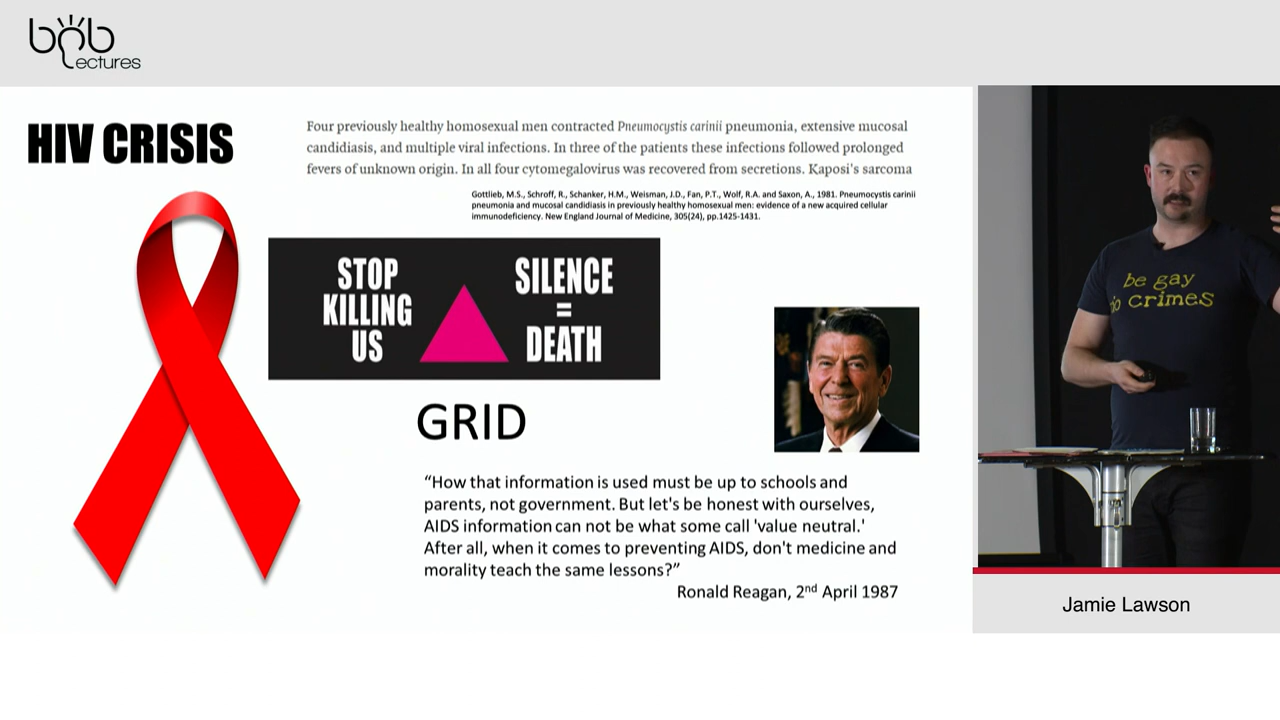 bnb
Lectures
HIV CRISIS
Four previously healthy homosexual men contracted Pneumocystis carinii pneumonia, extensive mucosal
candidiasis, and multiple viral infections. In three of the patients these infections followed prolonged
fevers of unknown origin. In all four cytomegalovirus was recovered from secretions. Kaposi's sarcoma
Gottlieb, M.S., Schroff, R., Schanker, H.M., Weisman, J.D., Fan, P.T., Wolf, R.A. and Saxon, A., 1981. Pneumocystis carinii
pneumonia and mucosal candidiasis in previously healthy homosexual men: evidence of a new acquired cellular
immunodeficiency. New England Journal of Medicine, 305(24), pp.1425-1431.
STOP
KILLING
US
SILENCE
=
DEATH
GRID
“How that information is used must be up to schools and
parents, not government. But let's be honest with ourselves,
AIDS information can not be what some call 'value neutral.'
After all, when it comes to preventing AIDS, don't medicine and
morality teach the same lessons?”
Ronald Reagan, 2nd April 1987
be gay
do crimes
Jamie Lawson